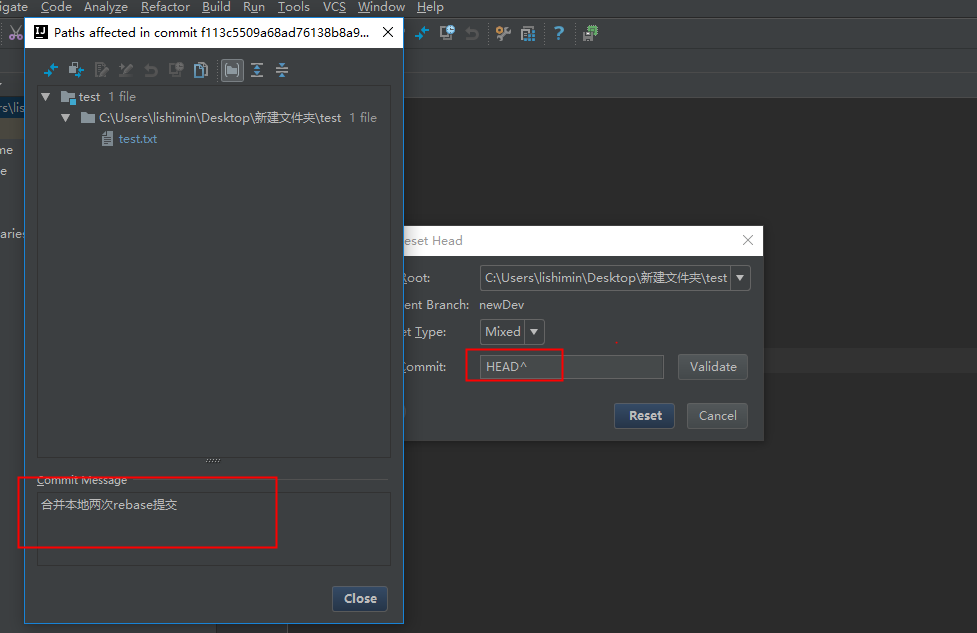 igate Code Analyze Refactor Build Run Tools VCS Window Help
Paths affected in commit f113c5509a68ad76138b8a9...
test 1 file
C:\Users\lishimin\Desktop\新建文件夹\test 1 file
test.txt
rs\lis
me
e
aries
eset Head
Root: C:\Users\lishimin\Desktop\新建文件夹\test
ent Branch: newDev
et Type: Mixed
Commit: HEAD^ Validate
Reset Cancel
Commit Message
合并本地两次rebase提交
Close